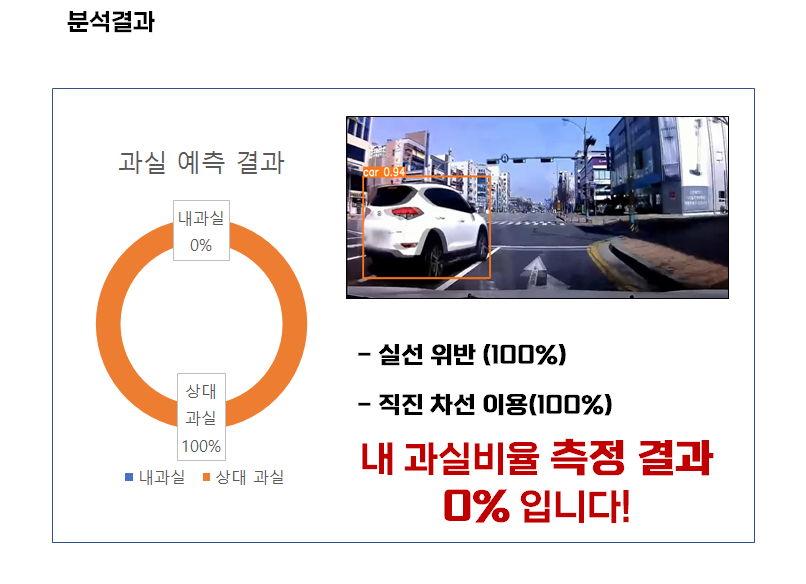 분석결과
과실 예측 결과
내과실
0%
상대
과실
100%
내과실
상대 과실
car 0.94
- 실선 위반 (100%)
- 직진 차선 이용(100%)
내 과실비율 측정 결과
0% 입니다!